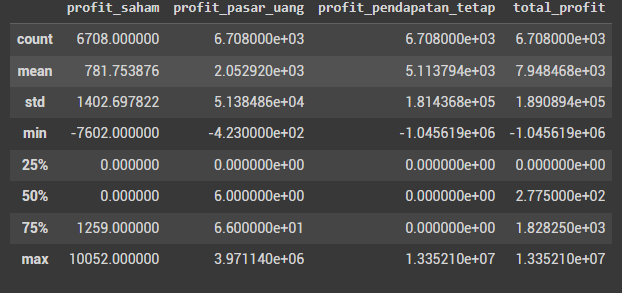 profit_saham profit_pasar_uang profit_pendapatan_tetap total_profit
count 6708.000000 6.708000e+03 6.708000e+03 6.708000e+03
mean 781.753876 2.052920e+03 5.113794e+03 7.948468e+03
std 1402.697822 5.138486e+04 1.814368e+05 1.890894e+05
min -7602.000000 -4.230000e+02 -1.045619e+06 -1.045619e+06
25% 0.000000 0.000000e+00 0.000000e+00 0.000000e+00
50% 0.000000 6.000000e+00 0.000000e+00 2.775000e+02
75% 1259.000000 6.600000e+01 0.000000e+00 1.828250e+03
max 10052.000000 3.971140e+06 1.335210e+07 1.335210e+07